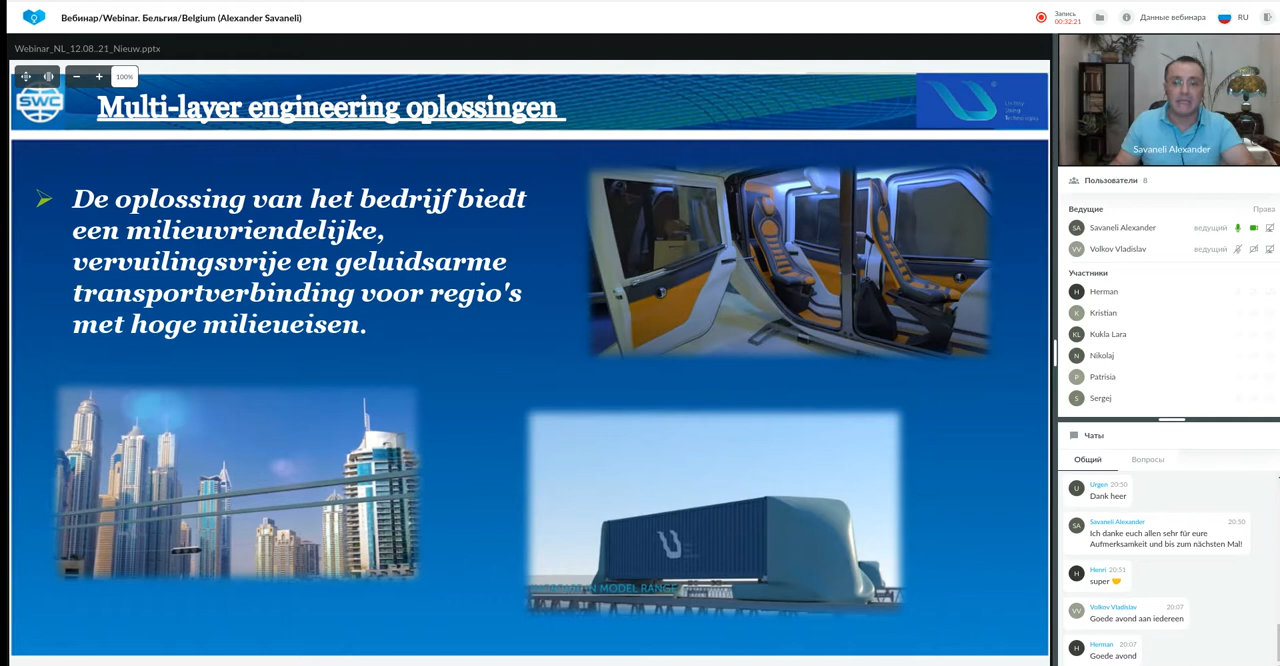 Вебинар/Webinar. Бельгия/Belgium (Alexander Savaneli)
Запись
00:32:21
Данные вебинара
RU
Webinar_NL_12.08..21_Nieuw.pptx
100%
SWC
Multi-layer engineering oplossingen
De oplossing van het bedrijf biedt
een milieuvriendelijke,
vervuilingsvrije en geluidsarme
transportverbinding voor regio's
met hoge milieueisen.
Savaneli Alexander
Пользователи 8
Ведущие Права
SA Savaneli Alexander ведущий
VV Volkov Vladislav ведущий
Участники
H Herman
K Kristian
KL Kukla Lara
N Nikolaj
P Patrisia
S Sergej
Чаты
Общий Вопросы
U Urgen 20:50
Dank heer
SA Savaneli Alexander 20:50
Ich danke euch allen sehr für eure
Aufmerksamkeit und bis zum nächsten Mal!
H Henri 20:51
super 🤝
VV Volkov Vladislav 20:07
Goede avond aan iedereen
H Herman 20:07
Goede avond